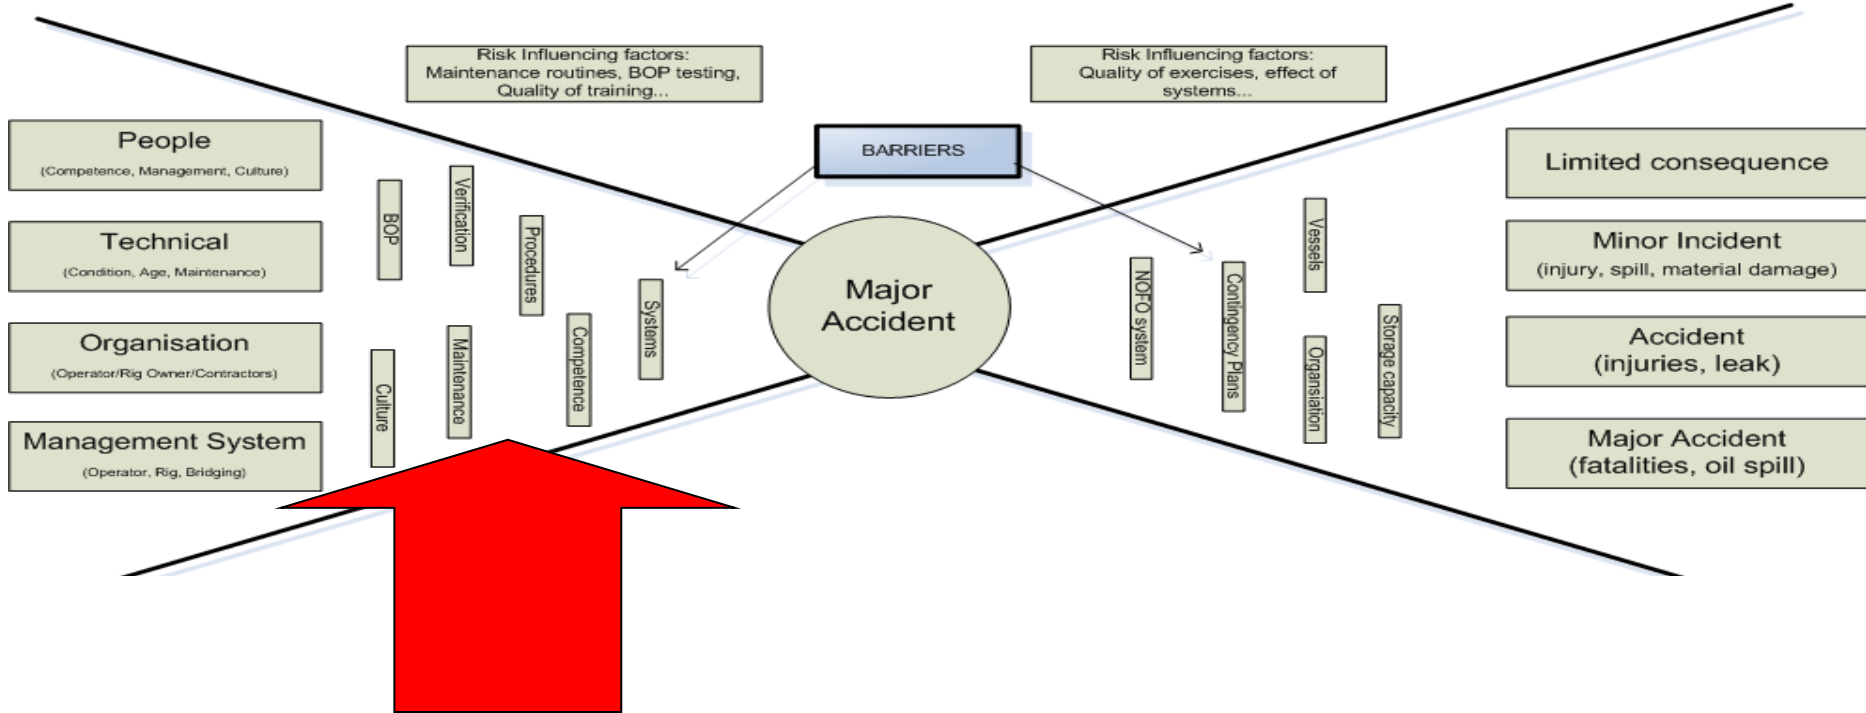 Risk Influencing factors:
Maintenance routines, BOP testing,
Quality of training...
Risk Influencing factors:
Quality of exercises, effect of
systems...
BARRIERS
People
(Competence, Management, Culture)
Technical
(Condition, Age, Maintenance)
Organisation
(Operator/Rig Owner/Contractors)
Management System
(Operator, Rig, Bridging)
BOP
Verification
Procedures
Systems
Culture
Maintenance
Competence
Major
Accident
NOFO system
Contingency Plans
Vessels
Organsiation
Storage capacity
Limited consequence
Minor Incident
(injury, spill, material damage)
Accident
(injuries, leak)
Major Accident
(fatalities, oil spill)